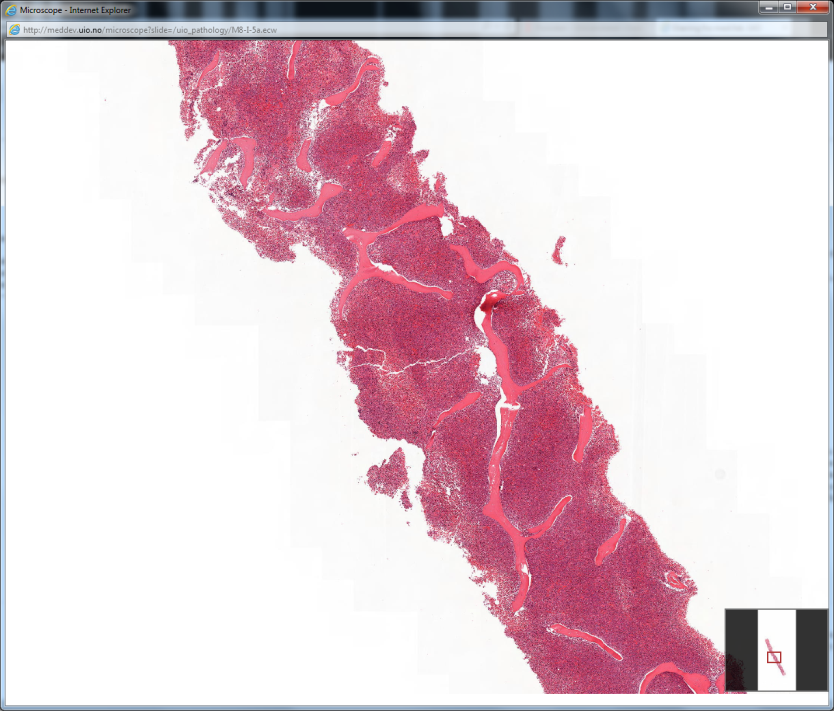 Microscope - Internet Explorer
http://meddev.uio.no/microscope?slide=/uio_pathology/M8-I-5a.ecw